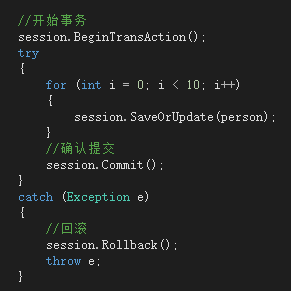 //开始事务
session.BeginTransAction();
try
{
    for (int i = 0; i < 10; i++)
    {
        session.SaveOrUpdate(person);
    }
    //确认提交
    session.Commit();
}
catch (Exception e)
{
    //回滚
    session.Rollback();
    throw e;
}